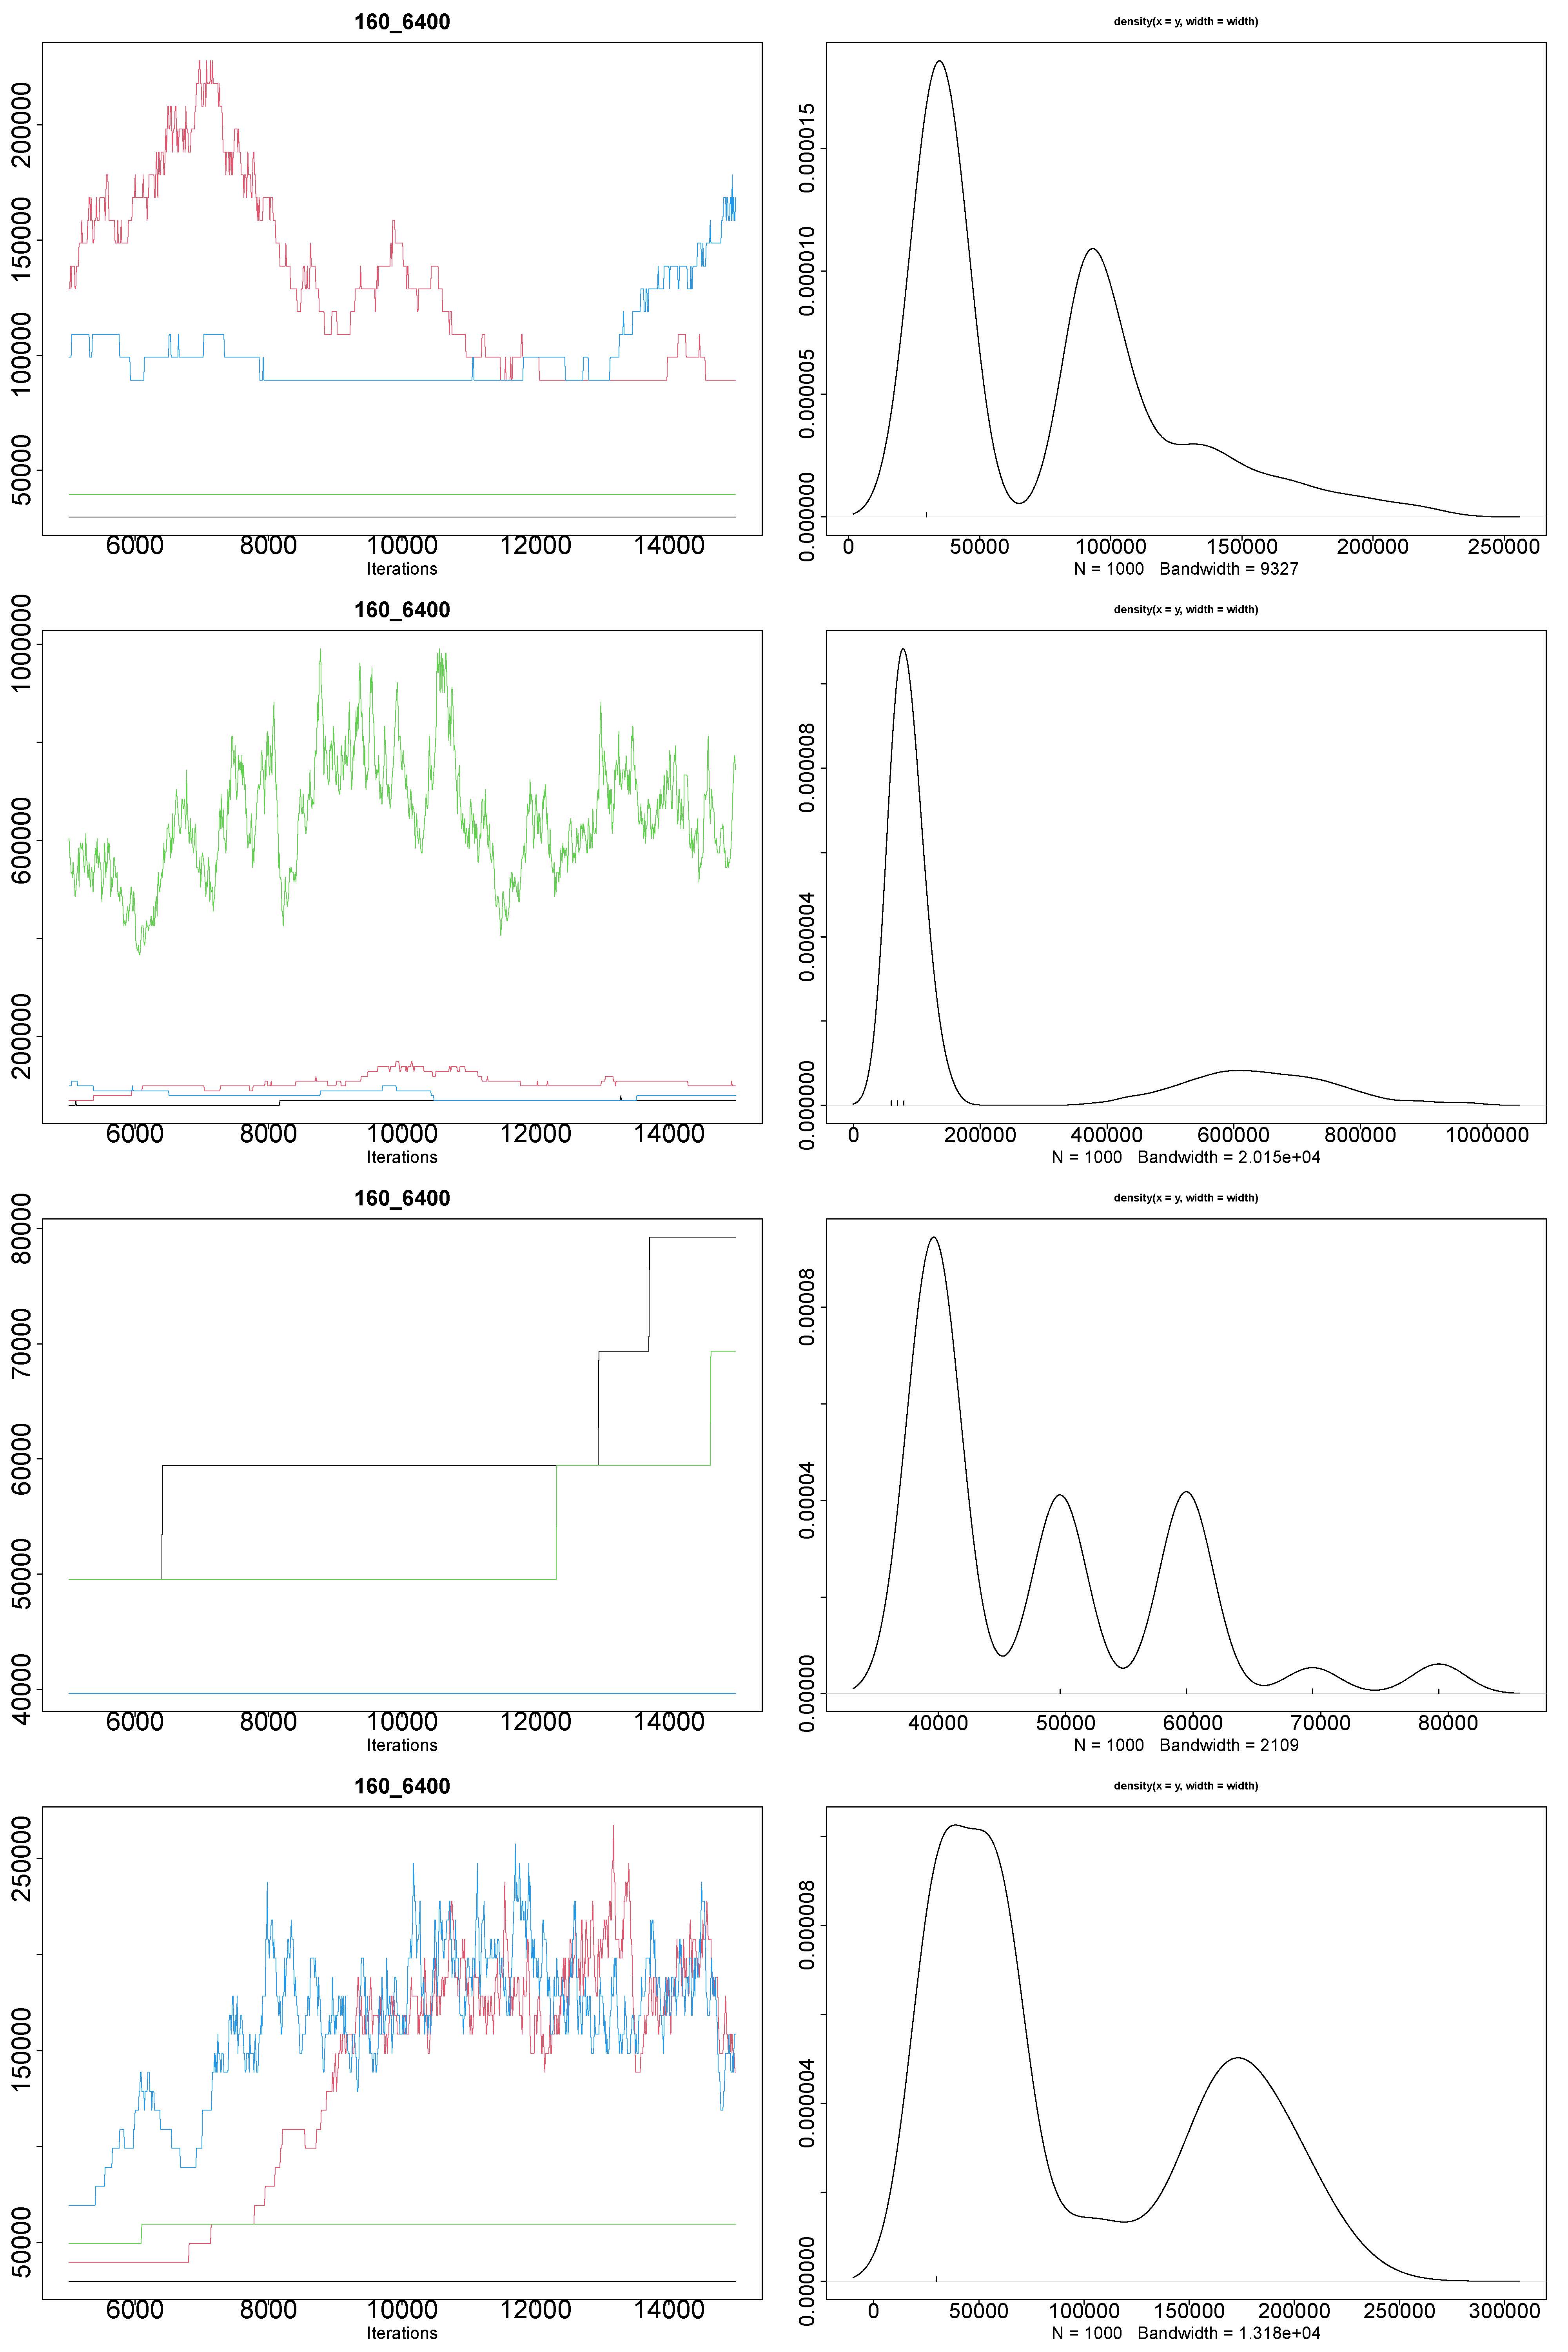 160_6400
density(x = y, width = width)
200000
150000
100000
50000
6000 8000 10000 12000 14000
Iterations
0.000015
0.000010
0.000005
0.000000
0 50000 100000 150000 200000 250000
N = 1000 Bandwidth = 9327
160_6400
density(x = y, width = width)
1000000
600000
200000
6000 8000 10000 12000 14000
Iterations
0.000008
0.000004
0.000000
0 200000 400000 600000 800000 1000000
N = 1000 Bandwidth = 2.015e+04
160_6400
density(x = y, width = width)
80000
70000
60000
50000
40000
6000 8000 10000 12000 14000
Iterations
0.00008
0.00004
0.00000
40000 50000 60000 70000 80000
N = 1000 Bandwidth = 2109
160_6400
density(x = y, width = width)
250000
150000
50000
6000 8000 10000 12000 14000
Iterations
0.000008
0.000004
0.000000
0 50000 100000 150000 200000 250000 300000
N = 1000 Bandwidth = 1.318e+04